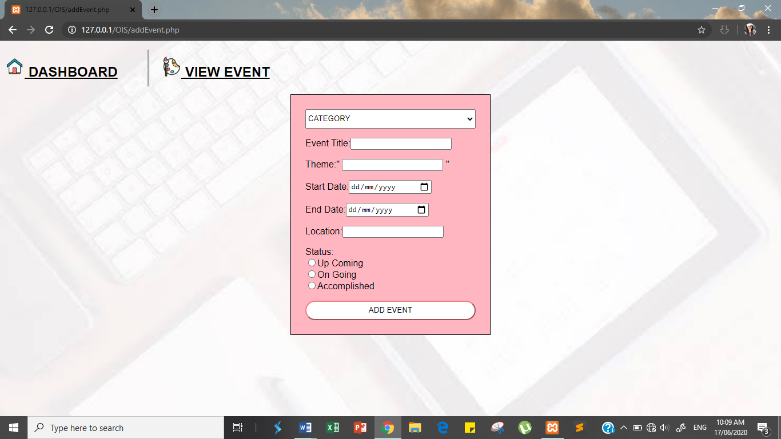 127.0.0.1/OIS/addEvent.php
127.0.0.1/OIS/addEvent.php
DASHBOARD
VIEW EVENT
CATEGORY
Event Title:
Theme:" "
Start Date: dd/mm/yyyy
End Date: dd/mm/yyyy
Location:
Status:
Up Coming
On Going
Accomplished
ADD EVENT
Type here to search
ENG
10:09 AM
17/06/2020
3